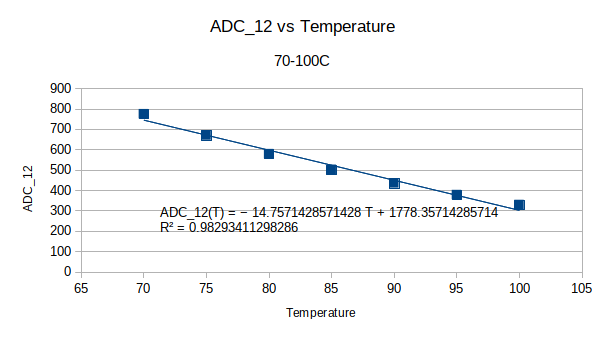 ADC_12 vs Temperature
70-100C
900
800
700
600
500
400
300
200
100
0
ADC_12
ADC_12(T) = − 14.7571428571428 T + 1778.35714285714
R² = 0.98293411298286
65 70 75 80 85 90 95 100 105
Temperature